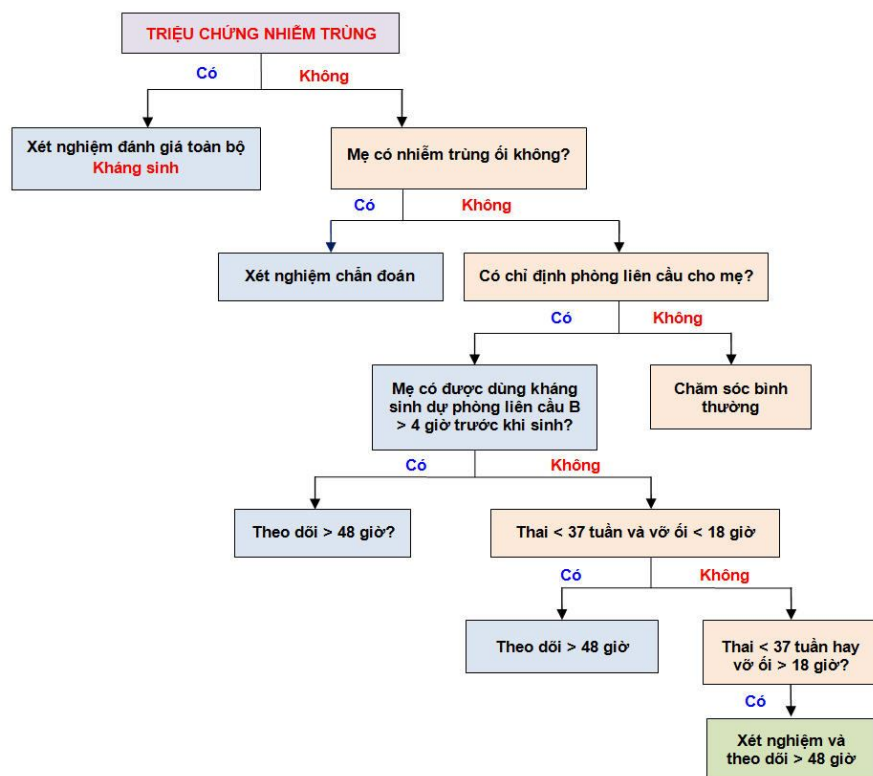 TRIỆU CHỨNG NHIỄM TRÙNG
Có
Không
Xét nghiệm đánh giá toàn bộ
Kháng sinh
Mẹ có nhiễm trùng ối không?
Có
Không
Xét nghiệm chẩn đoán
Có chỉ định phòng liên cầu cho mẹ?
Có
Không
Mẹ có được dùng kháng
sinh dự phòng liên cầu B
> 4 giờ trước khi sinh?
Chăm sóc bình
thường
Có
Không
Theo dõi > 48 giờ?
Thai < 37 tuần và vỡ ối < 18 giờ
Có
Không
Theo dõi > 48 giờ
Thai < 37 tuần hay
vỡ ối > 18 giờ?
Có
Xét nghiệm và
theo dõi > 48 giờ